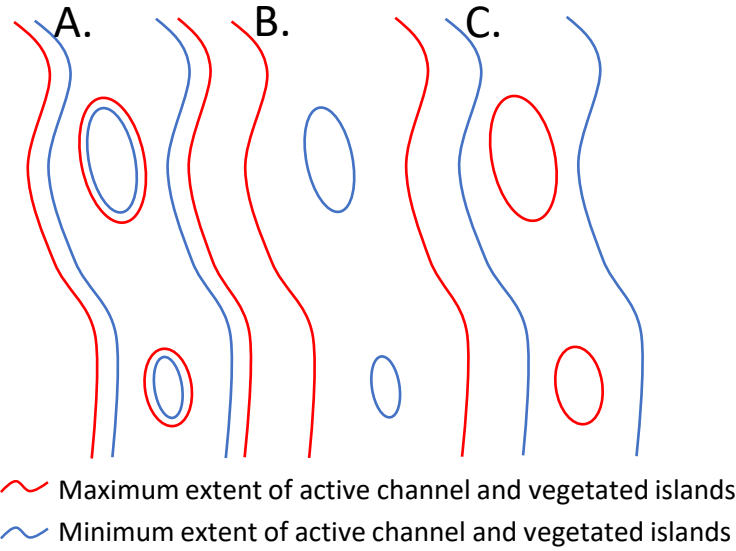 A. B. C.
Maximum extent of active channel and vegetated islands
Minimum extent of active channel and vegetated islands